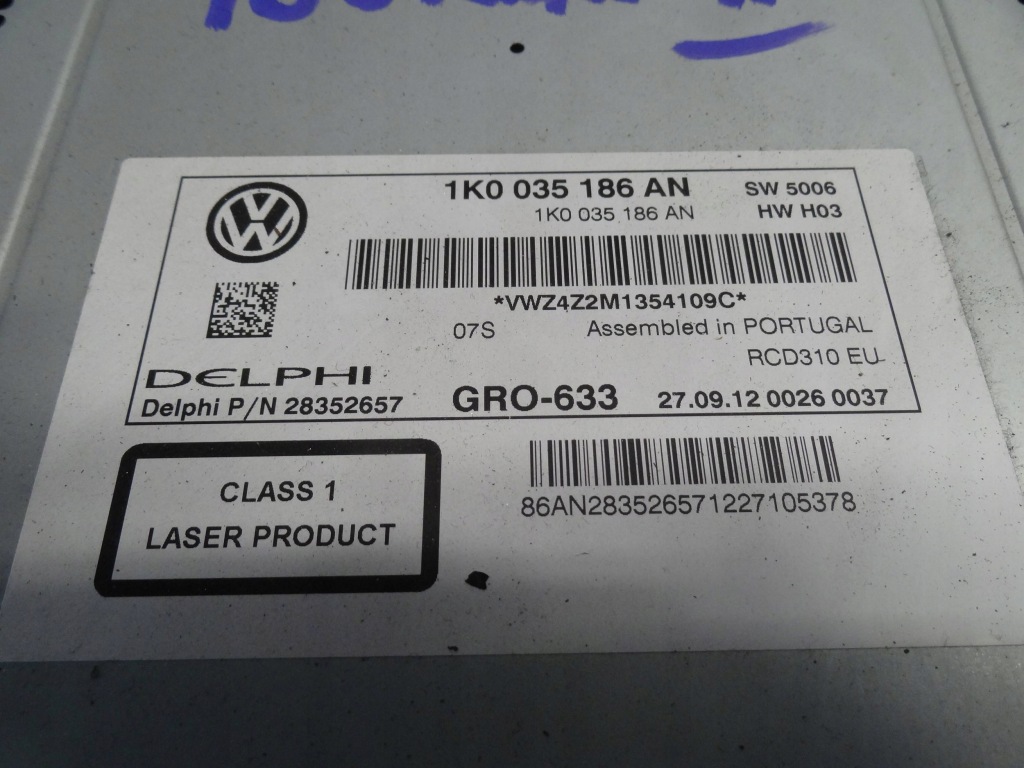 1K0 035 186 AN SW 5006
1K0 035 186 AN HW H03
*VWZ4Z2M1354109C*
07S Assembled in PORTUGAL
RCD310 EU
DELPHI
Delphi P/N 28352657 GRO-633 27.09.12 0026 0037
86AN283526571227105378
CLASS 1
LASER PRODUCT